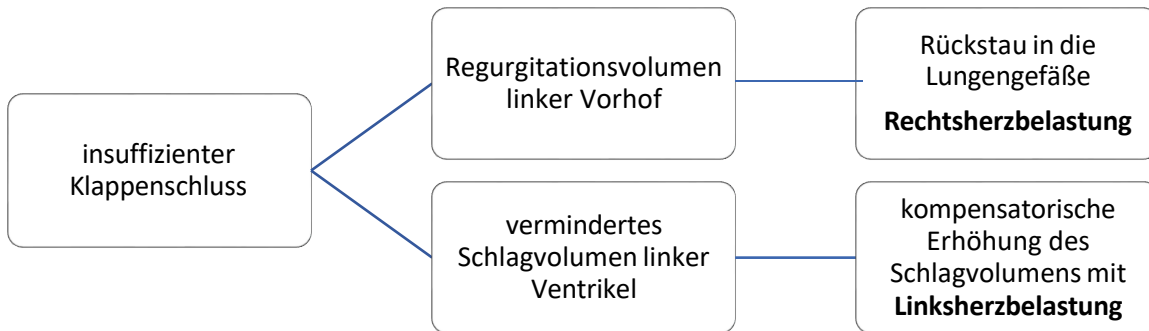 insuffizienter
Klappenschluss
Regurgitationsvolumen
linker Vorhof
Rückstau in die
Lungengefäße
Rechtsherzbelastung
vermindertes
Schlagvolumen linker
Ventrikel
kompensatorische
Erhöhung des
Schlagvolumens mit
Linksherzbelastung